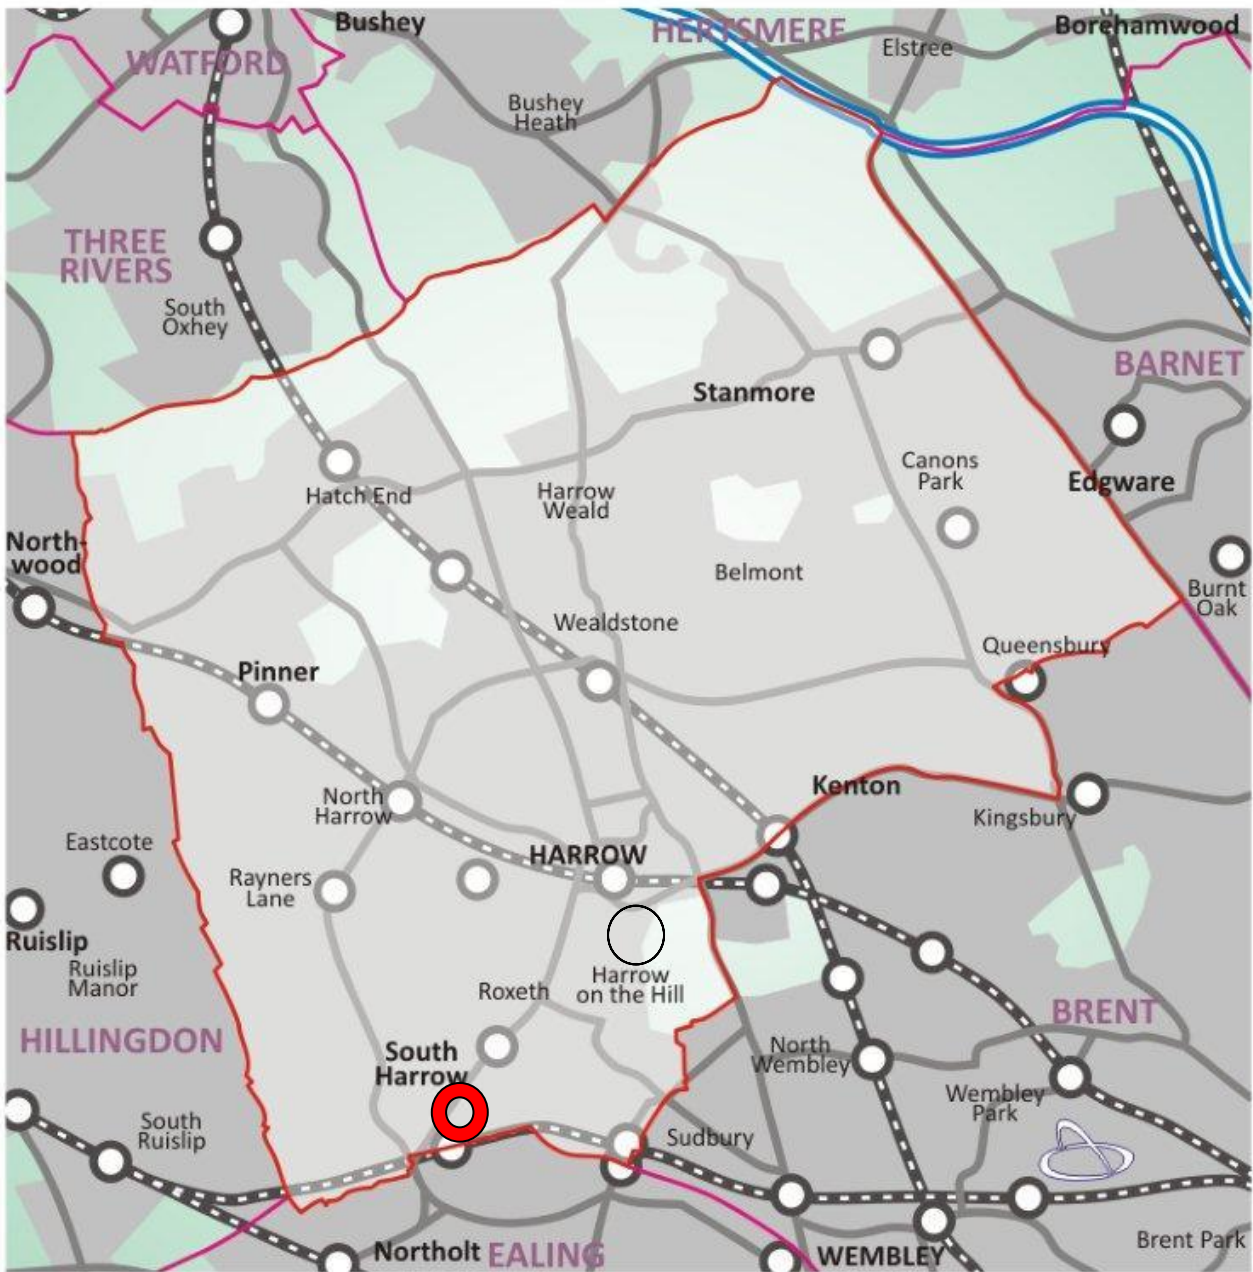 Bushey
HERTSMERE
Borehamwood
Elstree
WATFORD
Bushey
Heath
THREE
RIVERS
South
Oxhey
BARNET
Stanmore
Canons
Park
Edgware
Hatch End
Harrow
Weald
North-
wood
Belmont
Burnt
Oak
Wealdstone
Queensbury
Pinner
Kenton
North
Harrow
Kingsbury
Eastcote
HARROW
Rayners
Lane
Ruislip
Ruislip
Manor
Harrow
on the Hill
Roxeth
BRENT
HILLINGDON
South
Harrow
North
Wembley
Wembley
Park
South
Ruislip
Sudbury
Brent Park
Northolt
EALING
WEMBLEY